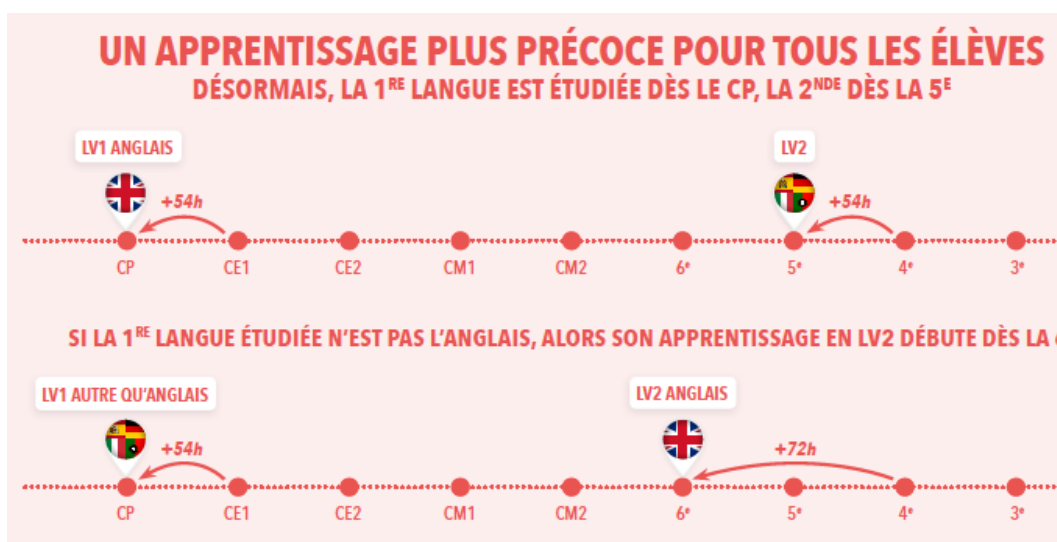 UN APPRENTISSAGE PLUS PRÉCOCE POUR TOUS LES ÉLÈVES
DÉSORMAIS, LA 1RE LANGUE EST ÉTUDIÉE DÈS LE CP, LA 2NDE DÈS LA 5E
LV1 ANGLAIS
LV2
+54h
+54h
CP CE1 CE2 CM1 CM2 6e 5e 4e 3e
SI LA 1RE LANGUE ÉTUDIÉE N'EST PAS L'ANGLAIS, ALORS SON APPRENTISSAGE EN LV2 DÉBUTE DÈS LA
LV1 AUTRE QU'ANGLAIS
LV2 ANGLAIS
+54h
+72h
CP CE1 CE2 CM1 CM2 6e 5e 4e 3e